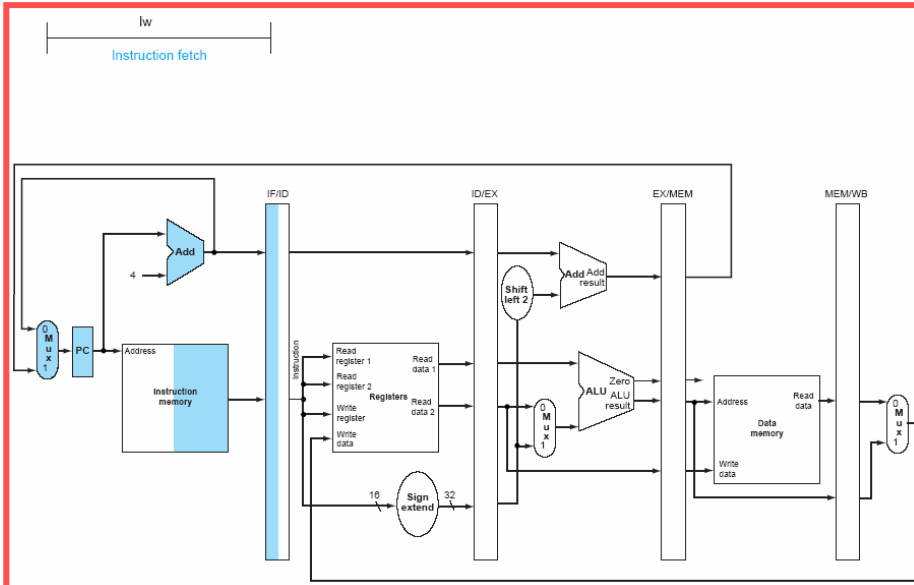 lw
Instruction fetch
IF/ID
ID/EX
EX/MEM
MEM/WB
Add
4
Add
Add
result
Shift
left 2
0
M
u
x
1
PC
Address
Instruction
memory
Instruction
Read
register 1
Read
register 2
Write
register
Write
data
Registers
Read
data 1
Read
data 2
0
M
u
x
1
Zero
ALU
ALU
result
Address
Read
data
Data
memory
Write
data
0
M
u
x
1
16
Sign
extend
32